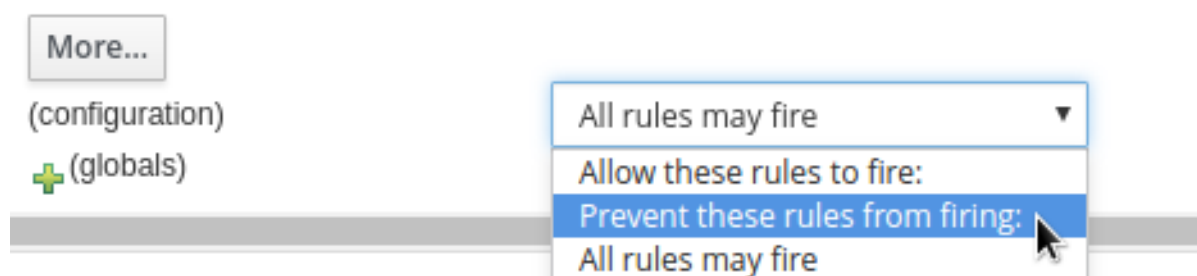 More...
(configuration)
All rules may fire
(globals)
Allow these rules to fire:
Prevent these rules from firing:
All rules may fire